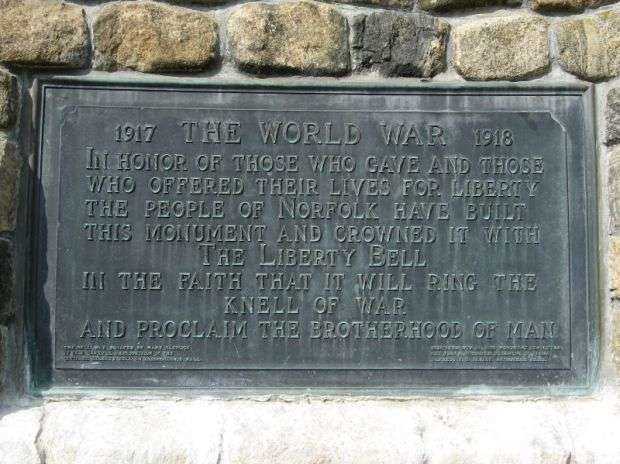 1917 THE WORLD WAR 1918
IN HONOR OF THOSE WHO GAVE AND THOSE
WHO OFFERED THEIR LIVES FOR LIBERTY
THE PEOPLE OF NORFOLK HAVE BUILT
THIS MONUMENT AND CROWNED IT WITH
THE LIBERTY BELL
IN THE FAITH THAT IT WILL RING THE
KNELL OF WAR
AND PROCLAIM THE BROTHERHOOD OF MAN